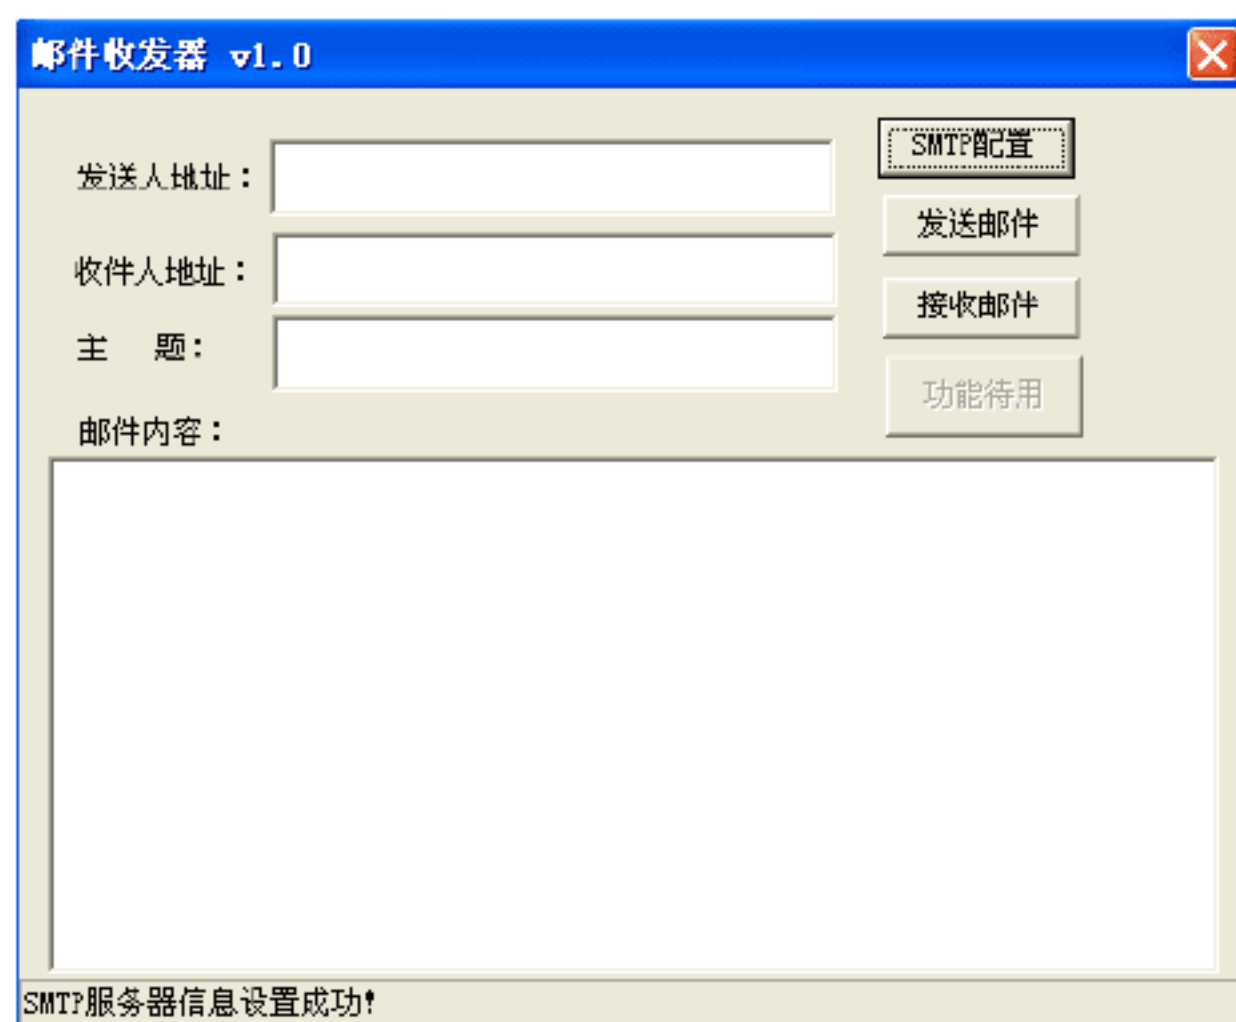 邮件收发器 v1.0
发送人地址：
SMTP配置
收件人地址：
发送邮件
主 题：
接收邮件
功能待用
邮件内容：
SMTP服务器信息设置成功!